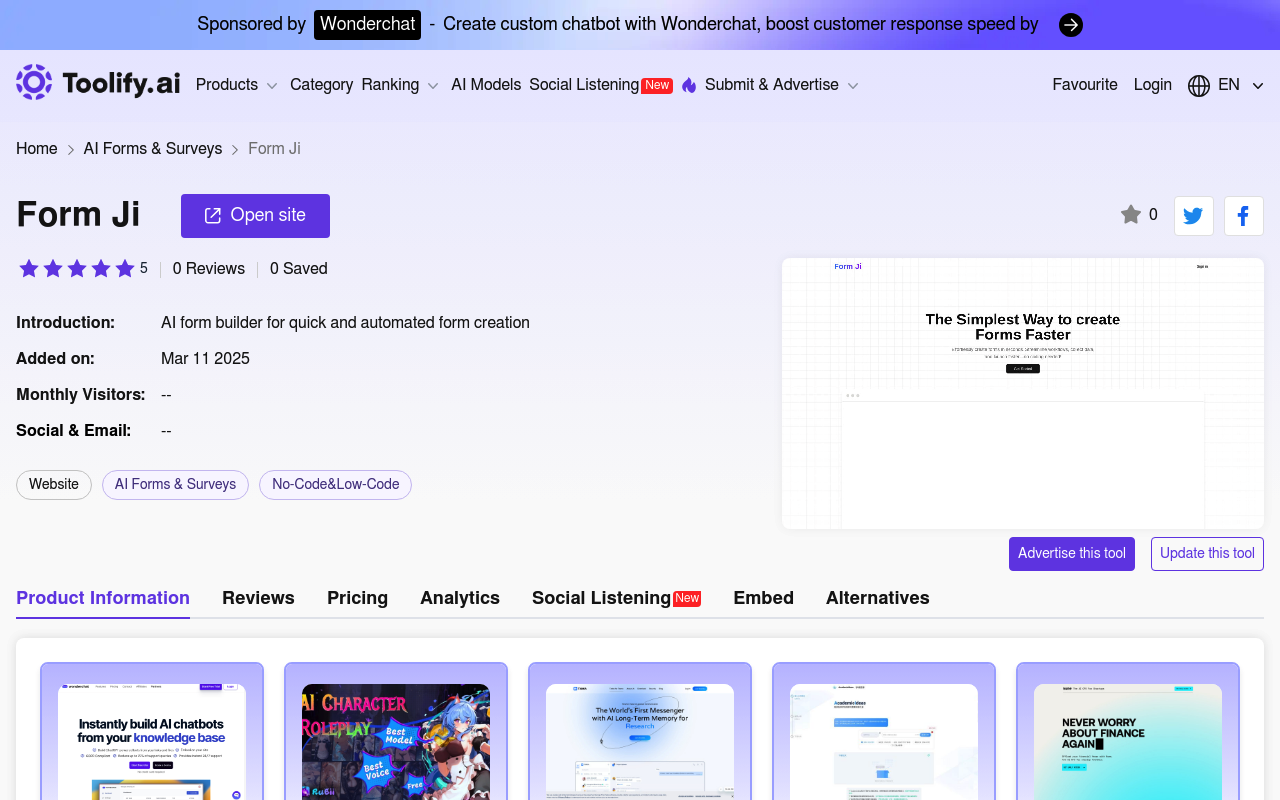 Sponsored by Wonderchat - Create custom chatbot with Wonderchat, boost customer response speed by
Toolify.ai Products Category Ranking AI Models Social Listening New Submit & Advertise Favourite Login EN
Home AI Forms & Surveys Form Ji
Form Ji Open site 0
5 0 Reviews 0 Saved
Introduction: AI form builder for quick and automated form creation
Added on: Mar 11 2025
Monthly Visitors: --
Social & Email: --
Website AI Forms & Surveys No-Code&Low-Code
Form Ji Sign in
The Simplest Way to create
Forms Faster
Get Started
Advertise this tool Update this tool
Product Information Reviews Pricing Analytics Social Listening New Embed Alternatives
wonderchat
Instantly build AI chatbots
from your knowledge base
AI Character
Roleplay
Best
Model
Best
Voice
Free
Rubii
The World's First Messenger
with AI Long-Term Memory for
Research
AcademicIdeas
NEVER WORRY
ABOUT FINANCE
AGAIN